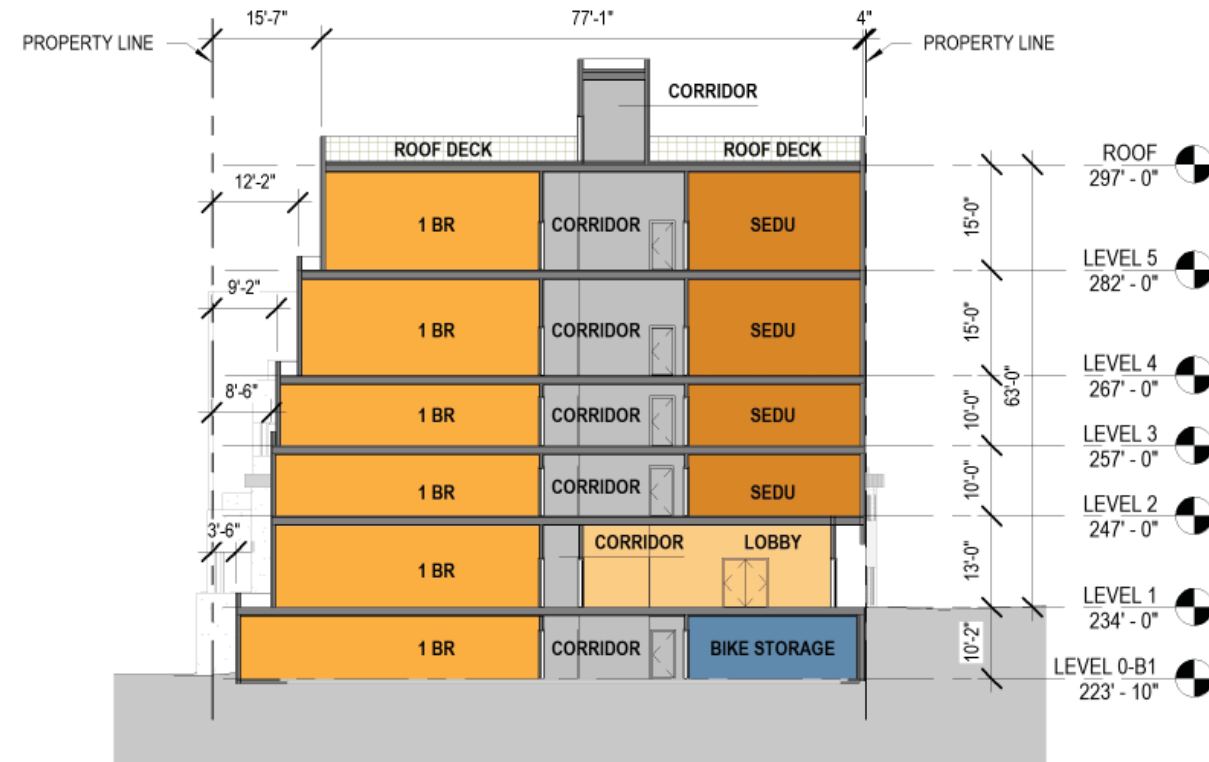 15'-7"
77'-1"
4"
PROPERTY LINE
PROPERTY LINE
CORRIDOR
ROOF DECK
ROOF DECK
ROOF
297' - 0"
12'-2"
1 BR
CORRIDOR
SEDU
15'-0"
LEVEL 5
282' - 0"
9'-2"
1 BR
CORRIDOR
SEDU
15'-0"
LEVEL 4
267' - 0"
8'-6"
1 BR
CORRIDOR
SEDU
10'-0"
63'-0"
LEVEL 3
257' - 0"
1 BR
CORRIDOR
SEDU
10'-0"
LEVEL 2
247' - 0"
3'-6"
CORRIDOR
LOBBY
1 BR
13'-0"
LEVEL 1
234' - 0"
1 BR
CORRIDOR
BIKE STORAGE
10'-2"
LEVEL 0-B1
223' - 10"